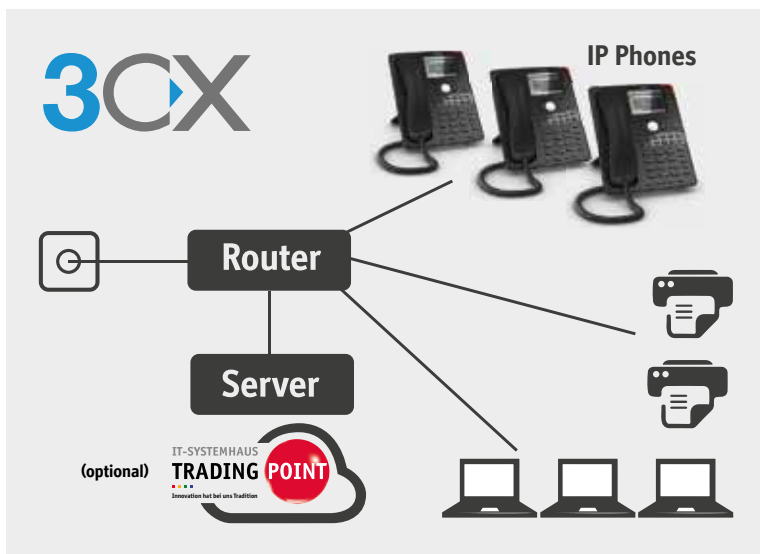 3CX
IP Phones
Router
Server
(optional)
IT-SYSTEMHAUS
TRADING POINT
Innovation hat bei uns Tradition